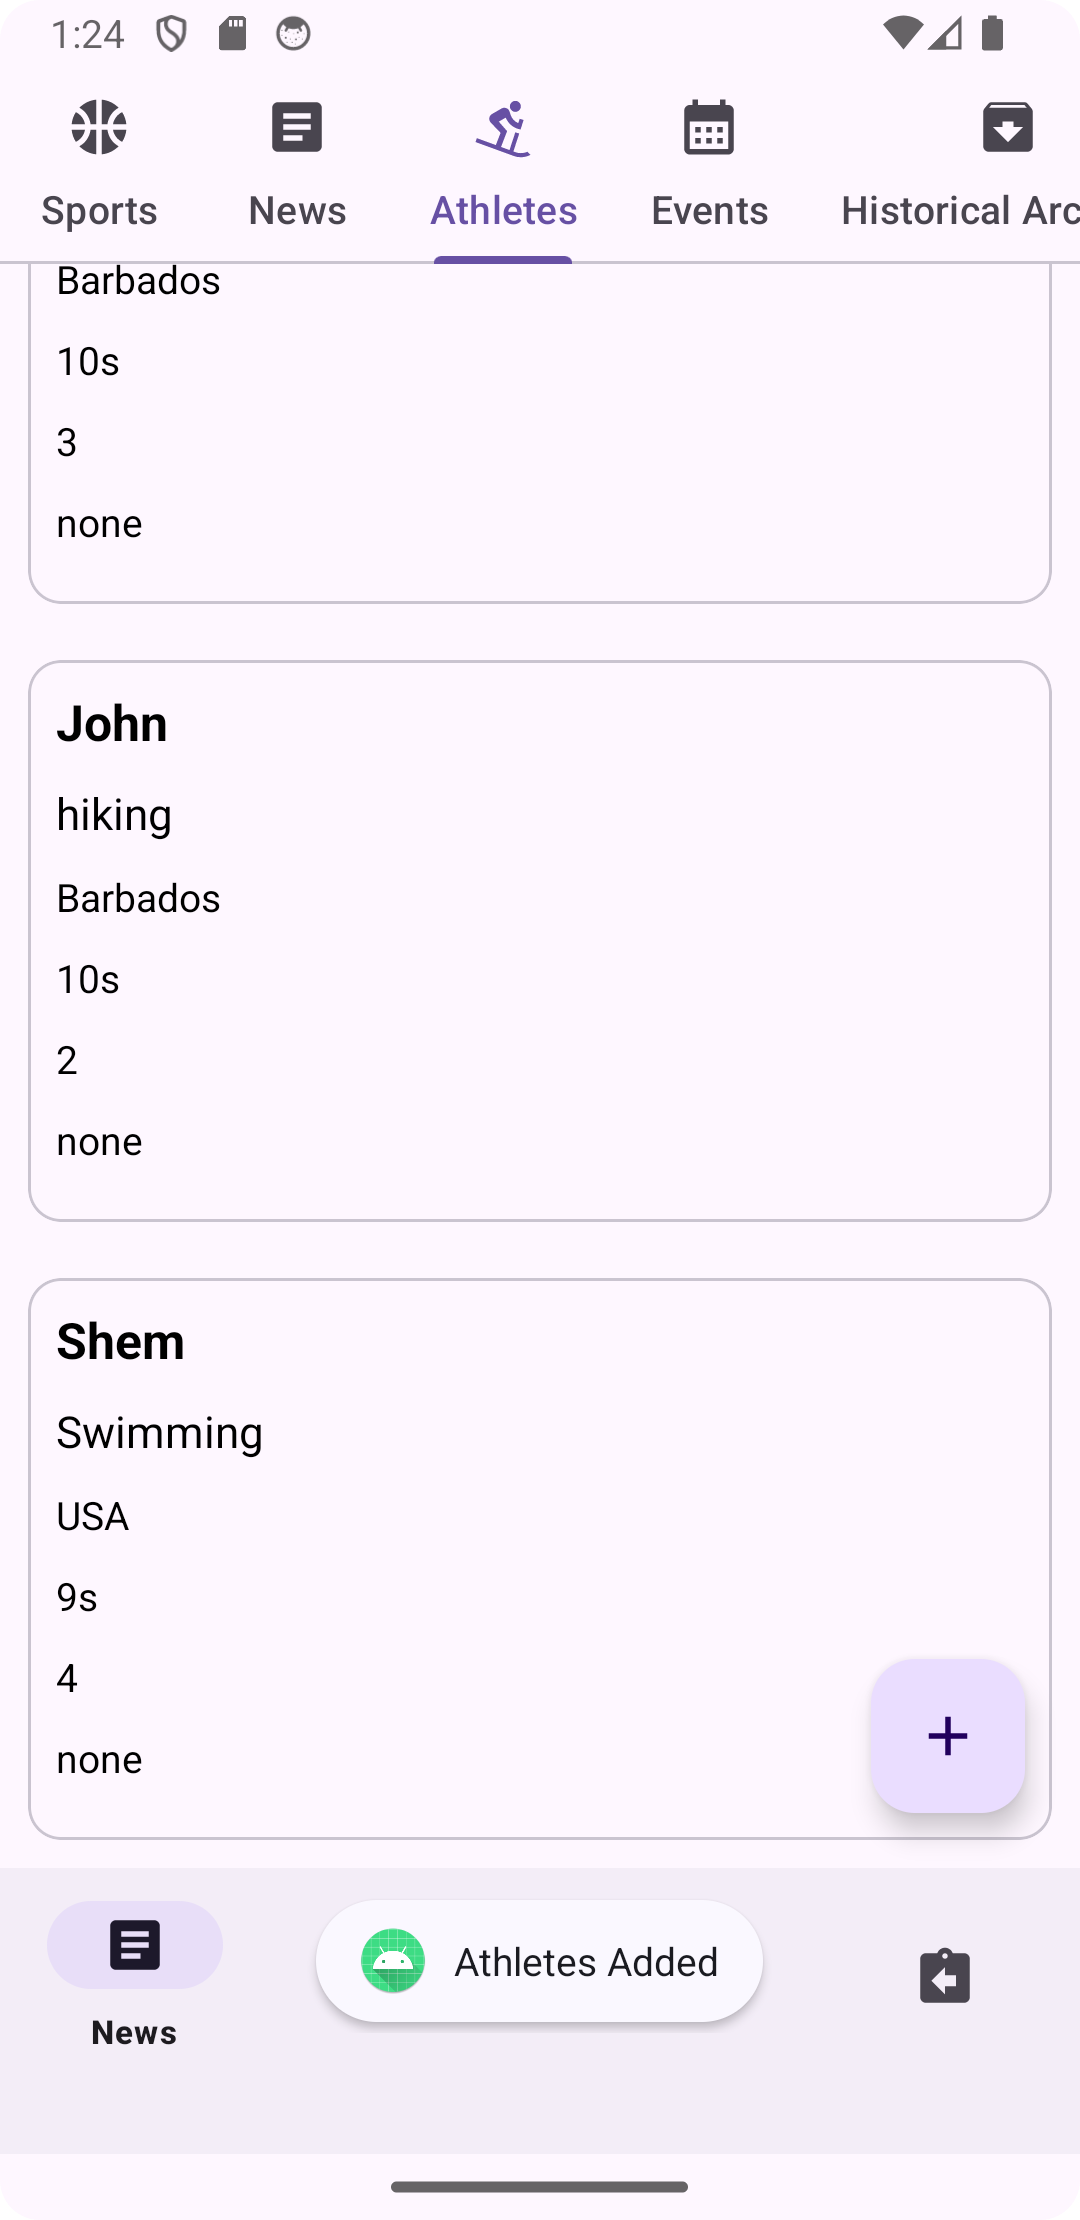 1:24
Sports
News
Athletes
Events
Historical Arc
Barbados
10s
3
none
John
hiking
Barbados
10s
2
none
Shem
Swimming
USA
9s
4
none
News
Athletes Added